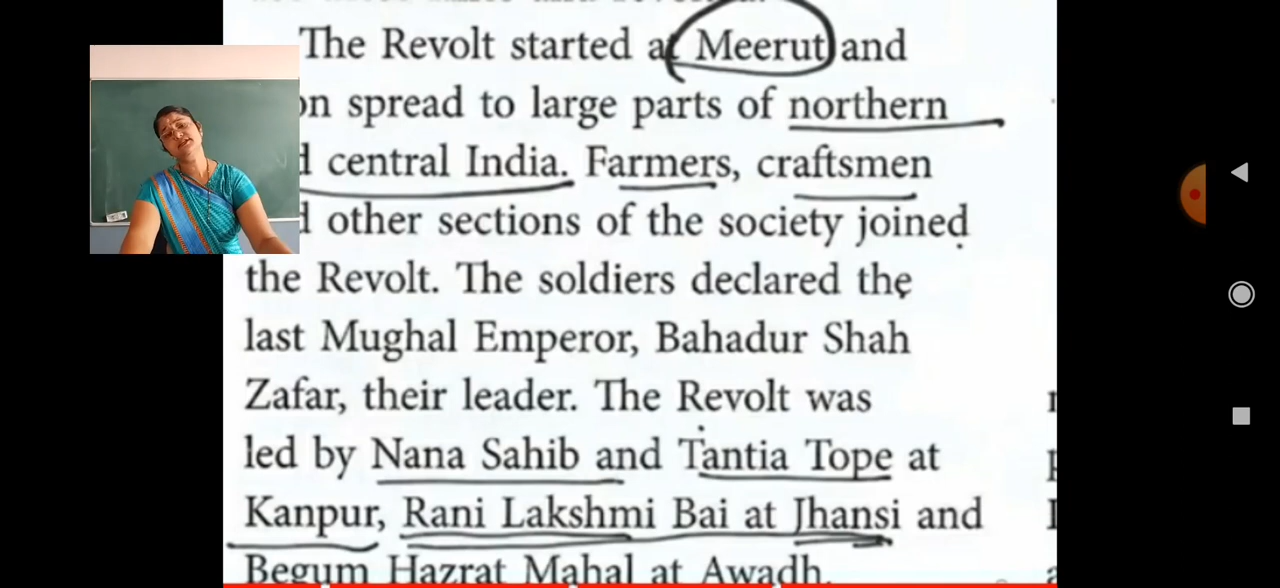 The Revolt started at Meerut and
on spread to large parts of northern
d central India. Farmers, craftsmen
d other sections of the society joined
the Revolt. The soldiers declared the
last Mughal Emperor, Bahadur Shah
Zafar, their leader. The Revolt was
led by Nana Sahib and Tantia Tope at
Kanpur, Rani Lakshmi Bai at Jhansi and
Begum Hazrat Mahal at Awadh.